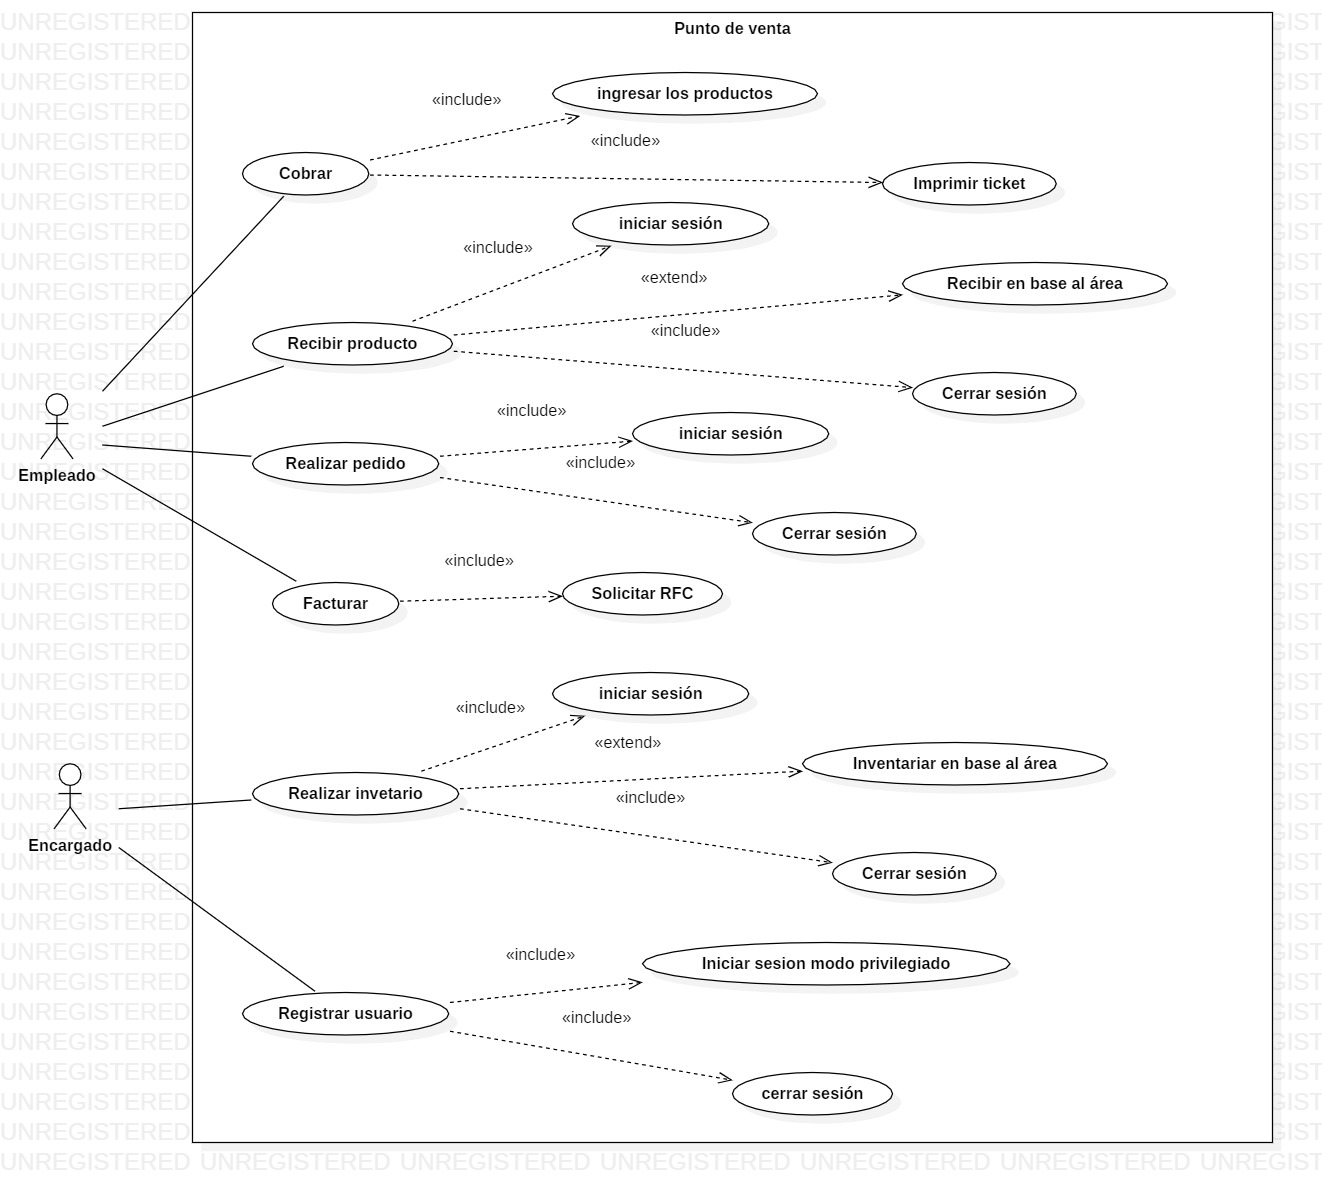 Punto de venta
«include»
ingresar los productos
«include»
Cobrar
Imprimir ticket
iniciar sesión
«include»
«extend»
Recibir en base al área
«include»
Recibir producto
Cerrar sesión
«include»
iniciar sesión
«include»
Realizar pedido
Empleado
Cerrar sesión
«include»
Solicitar RFC
Facturar
iniciar sesión
«include»
«extend»
Inventariar en base al área
Realizar invetario
«include»
Encargado
Cerrar sesión
«include»
Iniciar sesion modo privilegiado
Registrar usuario
«include»
cerrar sesión
UNREGISTERED UNREGISTERED UNREGISTERED UNREGISTERED UNREGISTERED UNREGISTERED UNREGIST